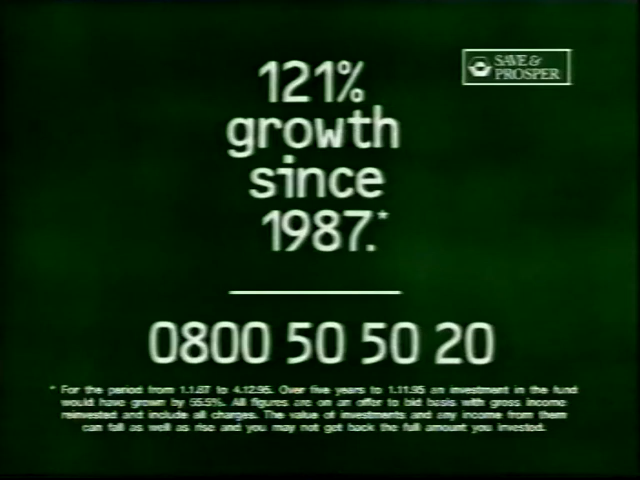 121%
growth
since
1987.*
SAVE &
PROSPER
0800 50 50 20
* For the period from 1.1.87 to 4.12.95. Over five years to 1.11.95 an investment in the fund
would have grown by 55.5%. All figures are on an offer to bid basis with gross income
reinvested and include all charges. The value of investments and any income from them
can fall as well as rise and you may not get back the full amount you invested.